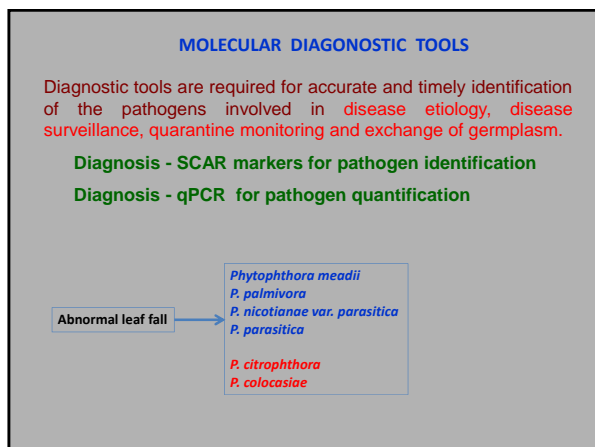 MOLECULAR DIAGONOSTIC TOOLS
Diagnostic tools are required for accurate and timely identification
of the pathogens involved in disease etiology, disease
surveillance, quarantine monitoring and exchange of germplasm.
Diagnosis - SCAR markers for pathogen identification
Diagnosis - qPCR for pathogen quantification
Abnormal leaf fall
Phytophthora meadii
P. palmivora
P. nicotianae var. parasitica
P. parasitica
P. citrophthora
P. colocasiae